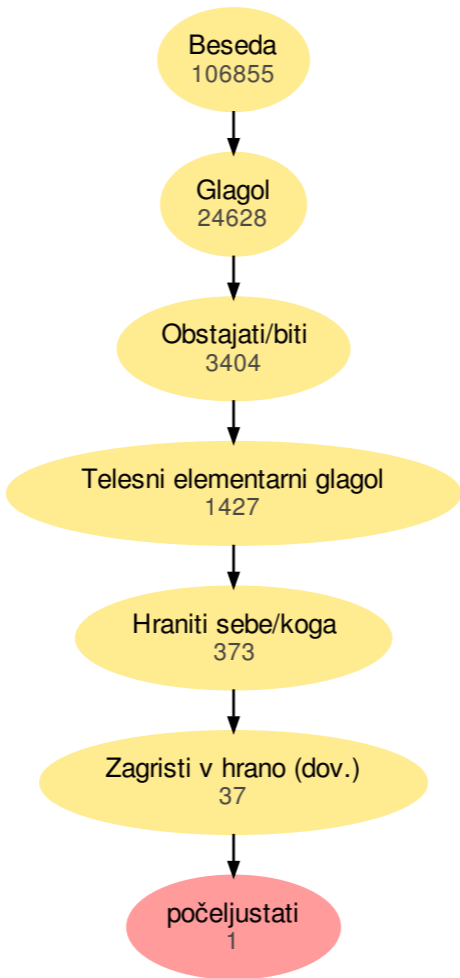 Beseda
106855
Glagol
24628
Obstajati/biti
3404
Telesni elementarni glagol
1427
Hraniti sebe/koga
373
Zagristi v hrano (dov.)
37
počeljustati
1